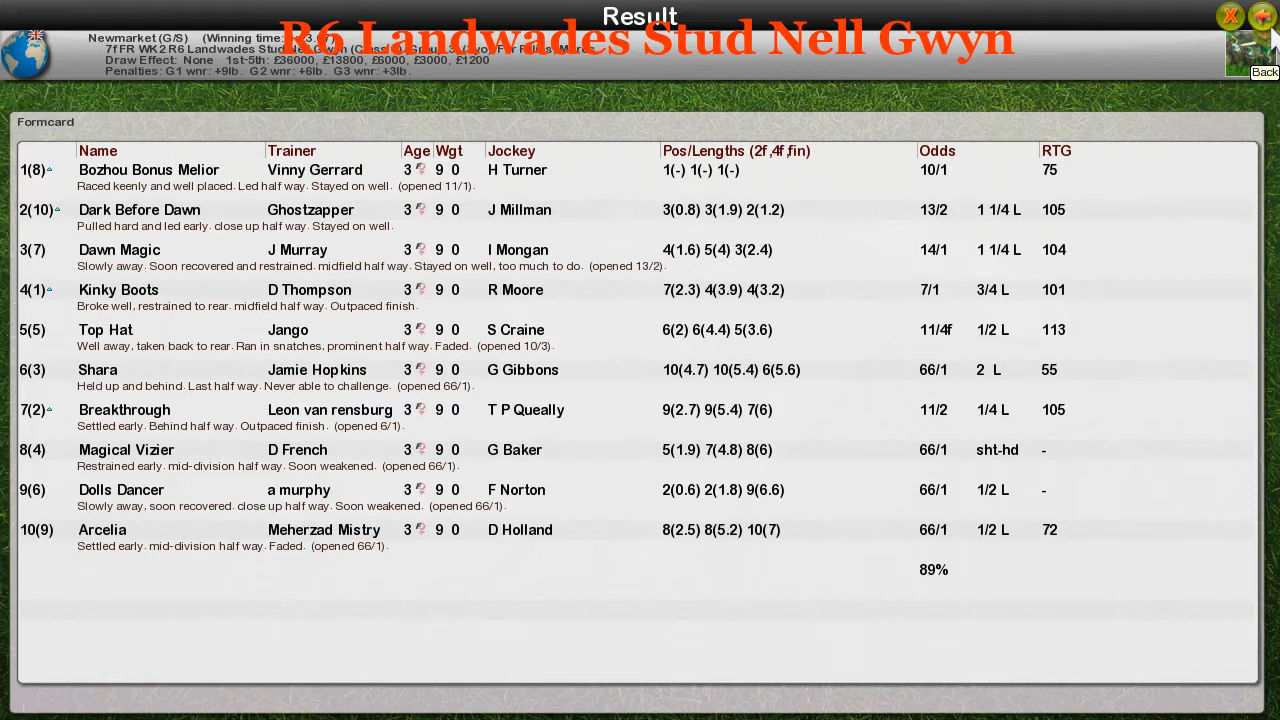 Result
R6 Landwades Stud Nell Gwyn
Newmarket (G/S) (Winning time:
7f FR WK2 R6 Landwades Stud Nell Gwyn
Draw Effect: None 1st-5th: £36000, £13800, £6000, £3000, £1200
Penalties: G1 wnr: +9lb. G2 wnr: +6lb. G3 wnr: +3lb.
X
Back
Formcard
Name Trainer Age Wgt Jockey Pos/Lengths (2f,4f,fin) Odds RTG
1(8) Bozhou Bonus Melior Vinny Gerrard 3 9 0 H Turner 1(-) 1(-) 1(-) 10/1 75
Raced keenly and well placed. Led half way. Stayed on well. (opened 11/1).
2(10) Dark Before Dawn Ghostzapper 3 9 0 J Millman 3(0.8) 3(1.9) 2(1.2) 13/2 1 1/4 L 105
Pulled hard and led early. close up half way. Stayed on well.
3(7) Dawn Magic J Murray 3 9 0 I Mongan 4(1.6) 5(4) 3(2.4) 14/1 1 1/4 L 104
Slowly away. Soon recovered and restrained. midfield half way. Stayed on well, too much to do. (opened 13/2).
4(1) Kinky Boots D Thompson 3 9 0 R Moore 7(2.3) 4(3.9) 4(3.2) 7/1 3/4 L 101
Broke well, restrained to rear. midfield half way. Outpaced finish.
5(5) Top Hat Jango 3 9 0 S Craine 6(2) 6(4.4) 5(3.6) 11/4f 1/2 L 113
Well away, taken back to rear. Ran in snatches, prominent half way. Faded. (opened 10/3).
6(3) Shara Jamie Hopkins 3 9 0 G Gibbons 10(4.7) 10(5.4) 6(5.6) 66/1 2 L 55
Held up and behind. Last half way. Never able to challenge. (opened 66/1).
7(2) Breakthrough Leon van rensburg 3 9 0 T P Queally 9(2.7) 9(5.4) 7(6) 11/2 1/4 L 105
Settled early. Behind half way. Outpaced finish. (opened 6/1).
8(4) Magical Vizier D French 3 9 0 G Baker 5(1.9) 7(4.8) 8(6) 66/1 sht-hd -
Restrained early. mid-division half way. Soon weakened. (opened 66/1).
9(6) Dolls Dancer a murphy 3 9 0 F Norton 2(0.6) 2(1.8) 9(6.6) 66/1 1/2 L -
Slowly away, soon recovered. close up half way. Soon weakened. (opened 66/1).
10(9) Arcelia Meherzad Mistry 3 9 0 D Holland 8(2.5) 8(5.2) 10(7) 66/1 1/2 L 72
Settled early. mid-division half way. Faded. (opened 66/1).
89%